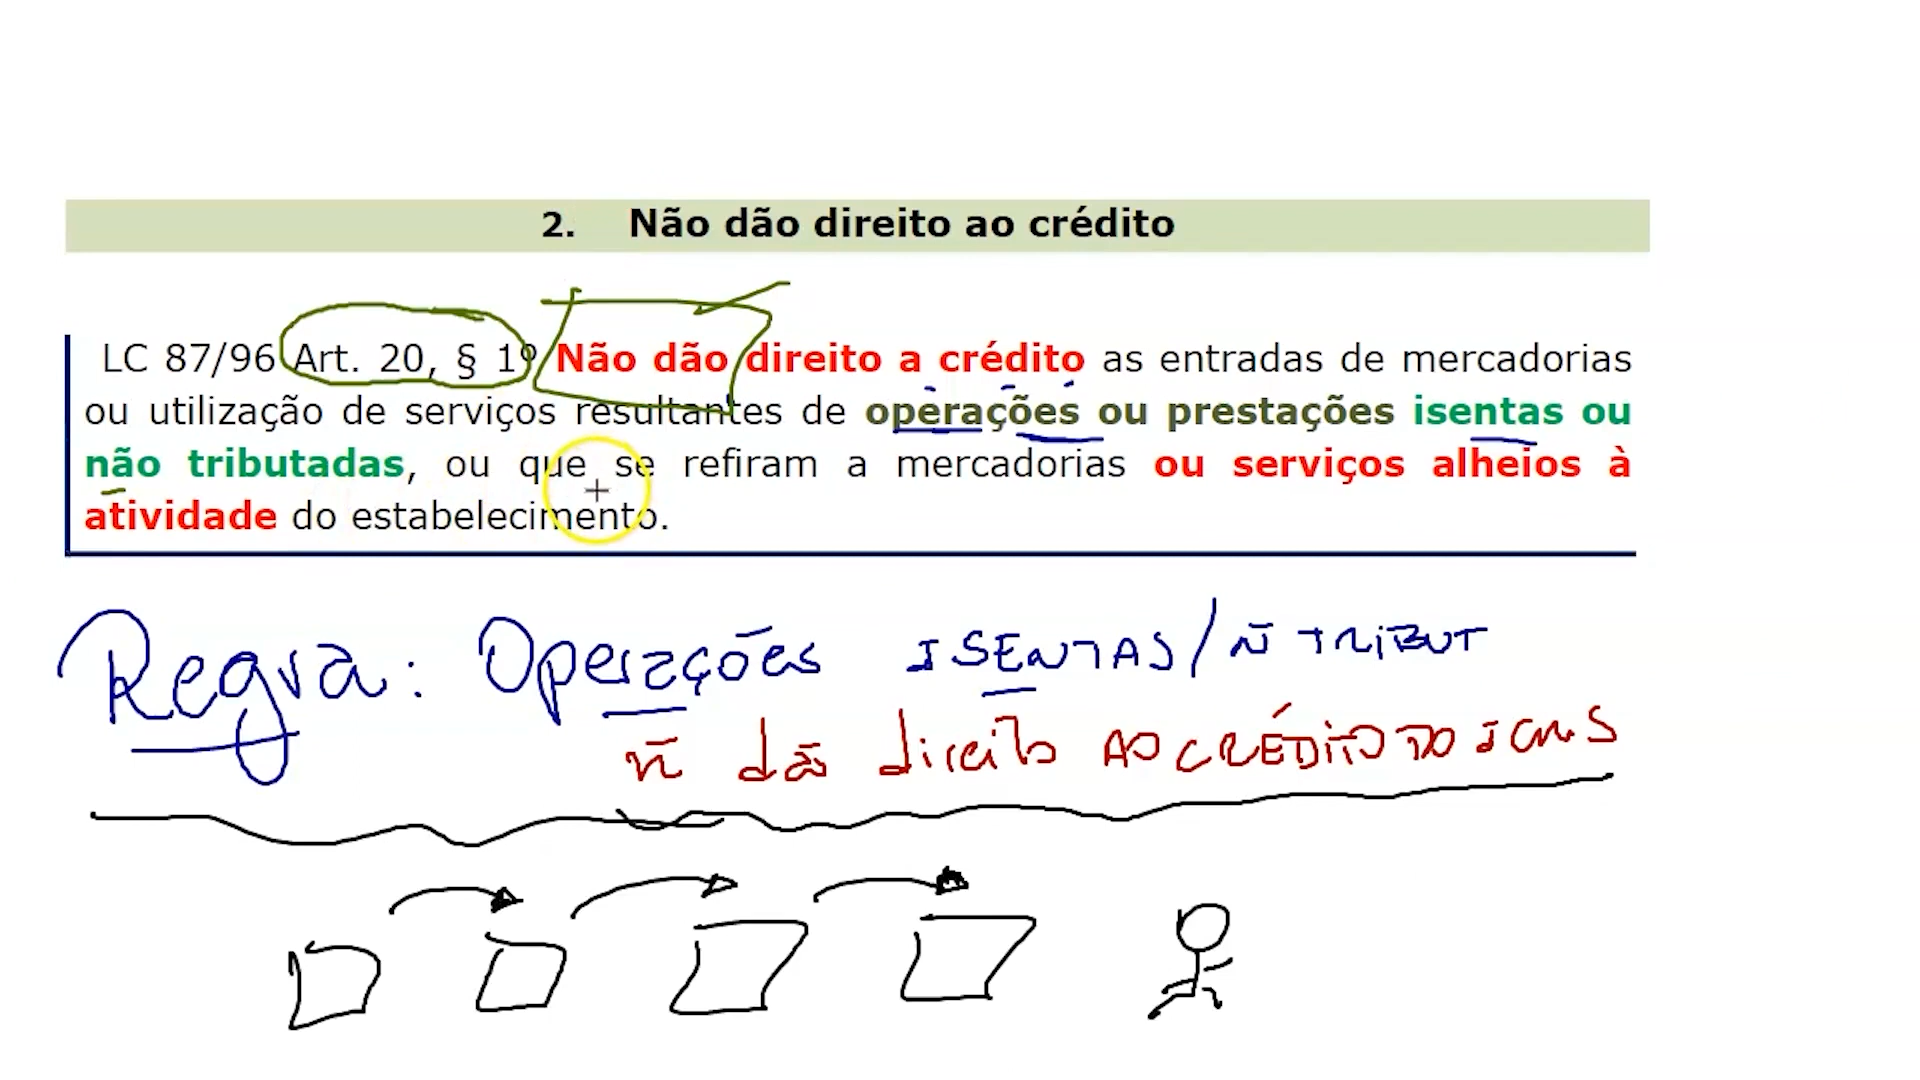 2. Não dão direito ao crédito
LC 87/96 Art. 20, § 1º Não dão direito a crédito as entradas de mercadorias
ou utilização de serviços resultantes de operações ou prestações isentas ou
não tributadas, ou que se refiram a mercadorias ou serviços alheios à
atividade do estabelecimento.
Regra: Operações ISENTAS/Ñ TRIBUT
ñ dão direito AO CRÉDITO DO ICMS